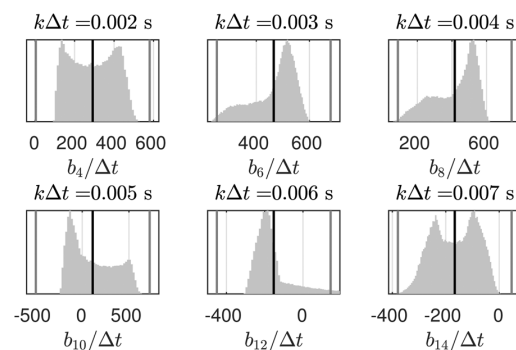 kΔt =0.002 s kΔt =0.003 s kΔt =0.004 s
0 200 400 600 400 600 200 400 600
b₄/Δt b₆/Δt b₈/Δt
kΔt =0.005 s kΔt =0.006 s kΔt =0.007 s
-500 0 500 -400 0 -400 -200 0
b₁₀/Δt b₁₂/Δt b₁₄/Δt